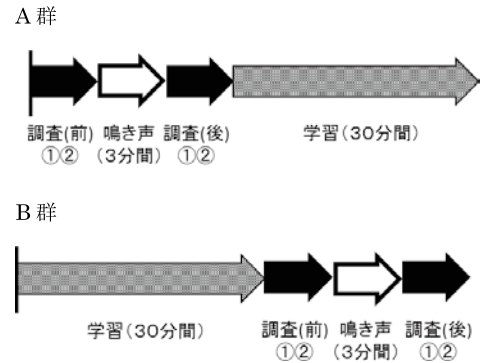 A群
調査(前) 鳴き声 調査(後) 学習(30分間)
①② (3分間) ①②
B群
学習(30分間) 調査(前) 鳴き声 調査(後)
①② (3分間) ①②